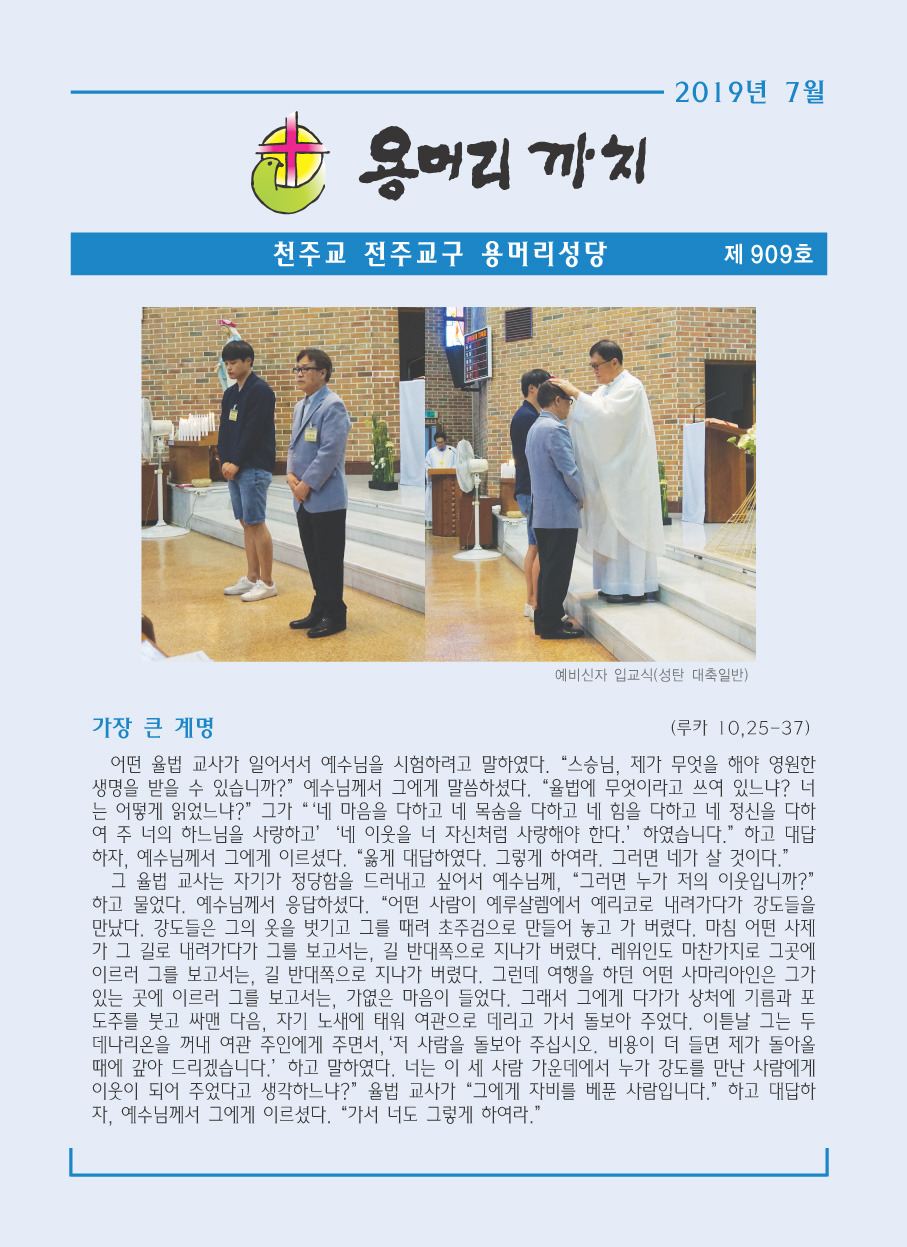 2019년 7월
용머리 까치
천주교 전주교구 용머리성당 제 909호
예비신자 입교식(성탄 대축일반)
가장 큰 계명 (루카 10,25-37)
어떤 율법 교사가 일어서서 예수님을 시험하려고 말하였다. “스승님, 제가 무엇을 해야 영원한
생명을 받을 수 있습니까?” 예수님께서 그에게 말씀하셨다. “율법에 무엇이라고 쓰여 있느냐? 너
는 어떻게 읽었느냐?” 그가 “ ‘네 마음을 다하고 네 목숨을 다하고 네 힘을 다하고 네 정신을 다하
여 주 너의 하느님을 사랑하고’ ‘네 이웃을 너 자신처럼 사랑해야 한다.’ 하였습니다.” 하고 대답
하자, 예수님께서 그에게 이르셨다. “옳게 대답하였다. 그렇게 하여라. 그러면 네가 살 것이다.”
그 율법 교사는 자기가 정당함을 드러내고 싶어서 예수님께, “그러면 누가 저의 이웃입니까?”
하고 물었다. 예수님께서 응답하셨다. “어떤 사람이 예루살렘에서 예리코로 내려가다가 강도들을
만났다. 강도들은 그의 옷을 벗기고 그를 때려 초주검으로 만들어 놓고 가 버렸다. 마침 어떤 사제
가 그 길로 내려가다가 그를 보고서는, 길 반대쪽으로 지나가 버렸다. 레위인도 마찬가지로 그곳에
이르러 그를 보고서는, 길 반대쪽으로 지나가 버렸다. 그런데 여행을 하던 어떤 사마리아인은 그가
있는 곳에 이르러 그를 보고서는, 가엾은 마음이 들었다. 그래서 그에게 다가가 상처에 기름과 포
도주를 붓고 싸맨 다음, 자기 노새에 태워 여관으로 데리고 가서 돌보아 주었다. 이튿날 그는 두
데나리온을 꺼내 여관 주인에게 주면서, ‘저 사람을 돌보아 주십시오. 비용이 더 들면 제가 돌아올
때에 갚아 드리겠습니다.’ 하고 말하였다. 너는 이 세 사람 가운데에서 누가 강도를 만난 사람에게
이웃이 되어 주었다고 생각하느냐?” 율법 교사가 “그에게 자비를 베푼 사람입니다.” 하고 대답하
자, 예수님께서 그에게 이르셨다. “가서 너도 그렇게 하여라.”